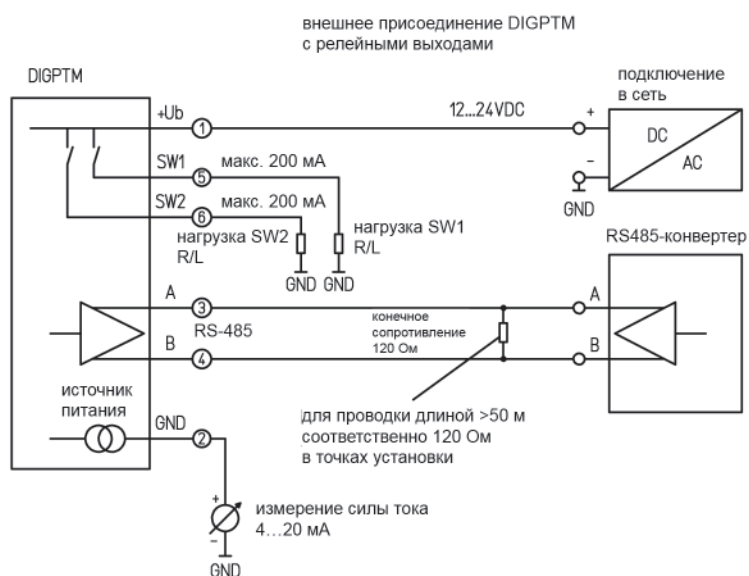 внешнее присоединение DIGPTM
с релейными выходами
DIGPTM
подключение
в сеть
+Ub
1
12...24VDC
+
DC
AC
SW1
5
макс. 200 мА
–
GND
SW2
6
макс. 200 мА
нагрузка SW2
R/L
нагрузка SW1
R/L
GND
GND
RS485-конвертер
A
3
RS-485
A
конечное
сопротивление
120 Ом
B
4
B
источник
питания
для проводки длиной >50 м
соответственно 120 Ом
в точках установки
GND
2
+
измерение силы тока
4...20 мА
–
GND